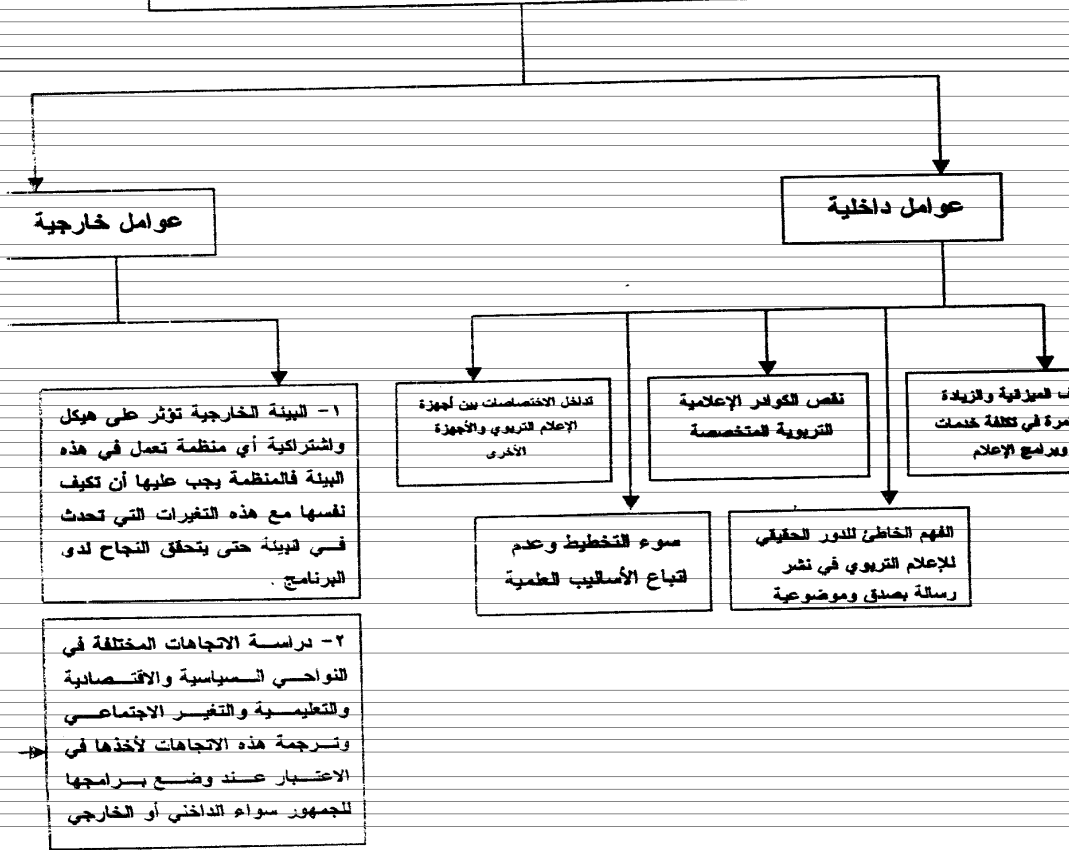 عوامل داخلية
عوامل خارجية
ف الميزانية والزيادة
مرة في تكلفة خدمات
وبرامج الإعلام
نقص الكوادر الإعلامية
التربوية المتخصصة
تداخل الاختصاصات بين أجهزة
الإعلام التربوي والأجهزة
الأخرى
الفهم الخاطئ للدور الحقيقي
للإعلام التربوي في نشر
رسالة بصدق وموضوعية
سوء التخطيط وعدم
اتباع الأساليب العلمية
١- البيئة الخارجية تؤثر على هيكل
واشتراكية أي منظمة تعمل في هذه
البيئة فالمنظمة يجب عليها أن تكيف
نفسها مع هذه التغيرات التي تحدث
في البيئة حتى يتحقق النجاح لدو
البرنامج .
٢- دراسة الاتجاهات المختلفة في
النواحي السياسية والاقتصادية
والتعليمية والتغير الاجتماعي
وترجمة هذه الاتجاهات لأخذها في
الاعتبار عند وضع برامجها
للجمهور سواء الداخلي أو الخارجي